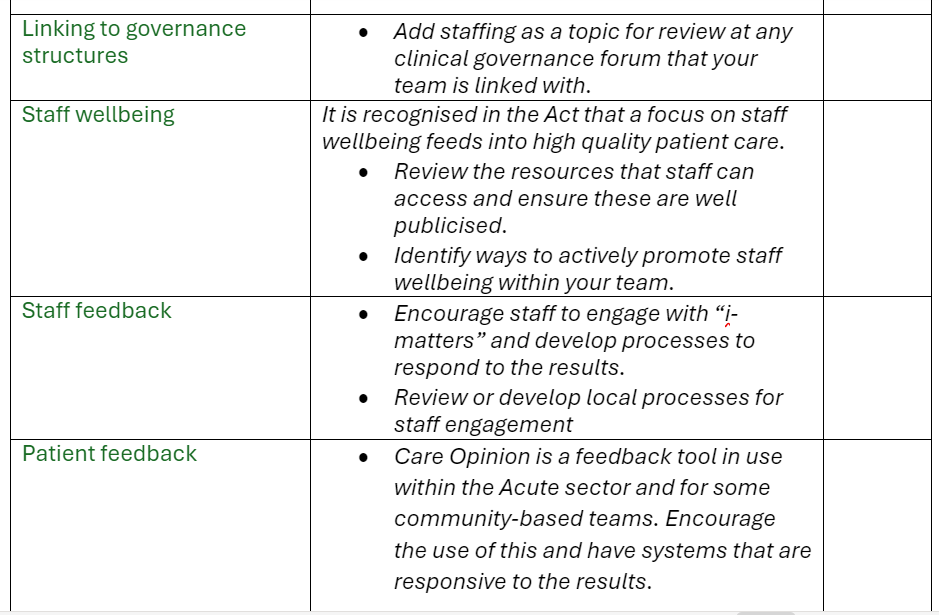 Linking to governance
structures
• Add staffing as a topic for review at any
clinical governance forum that your
team is linked with.
Staff wellbeing
It is recognised in the Act that a focus on staff
wellbeing feeds into high quality patient care.
• Review the resources that staff can
access and ensure these are well
publicised.
• Identify ways to actively promote staff
wellbeing within your team.
Staff feedback
• Encourage staff to engage with “i-
matters” and develop processes to
respond to the results.
• Review or develop local processes for
staff engagement
Patient feedback
• Care Opinion is a feedback tool in use
within the Acute sector and for some
community-based teams. Encourage
the use of this and have systems that are
responsive to the results.